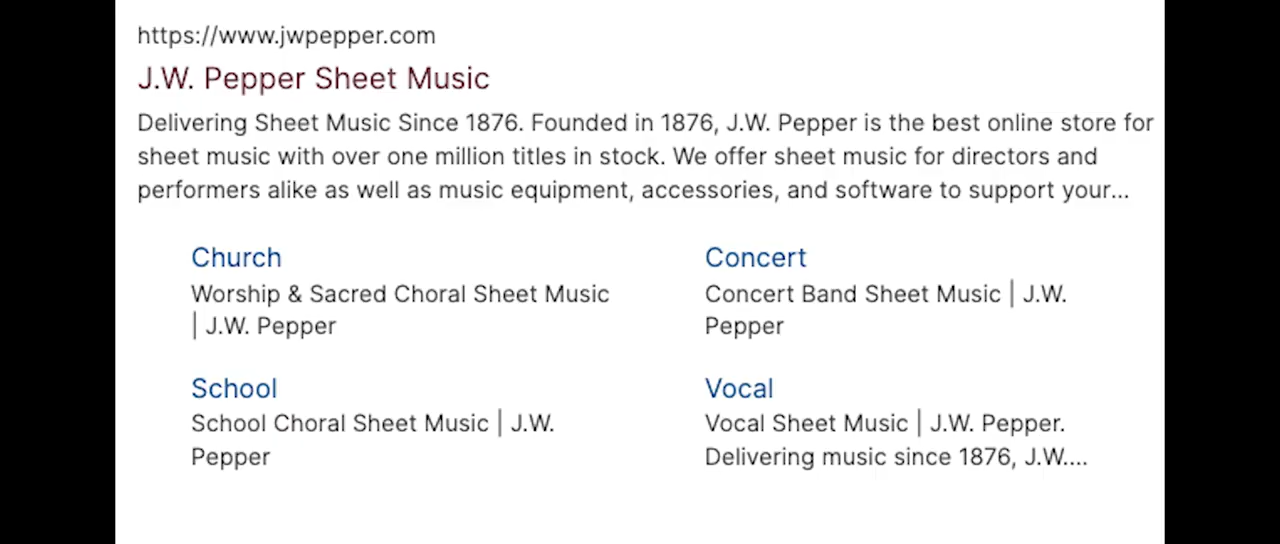 https://www.jwpepper.com
J.W. Pepper Sheet Music
Delivering Sheet Music Since 1876. Founded in 1876, J.W. Pepper is the best online store for
sheet music with over one million titles in stock. We offer sheet music for directors and
performers alike as well as music equipment, accessories, and software to support your...
Church
Worship & Sacred Choral Sheet Music
| J.W. Pepper
Concert
Concert Band Sheet Music | J.W.
Pepper
School
School Choral Sheet Music | J.W.
Pepper
Vocal
Vocal Sheet Music | J.W. Pepper.
Delivering music since 1876, J.W....